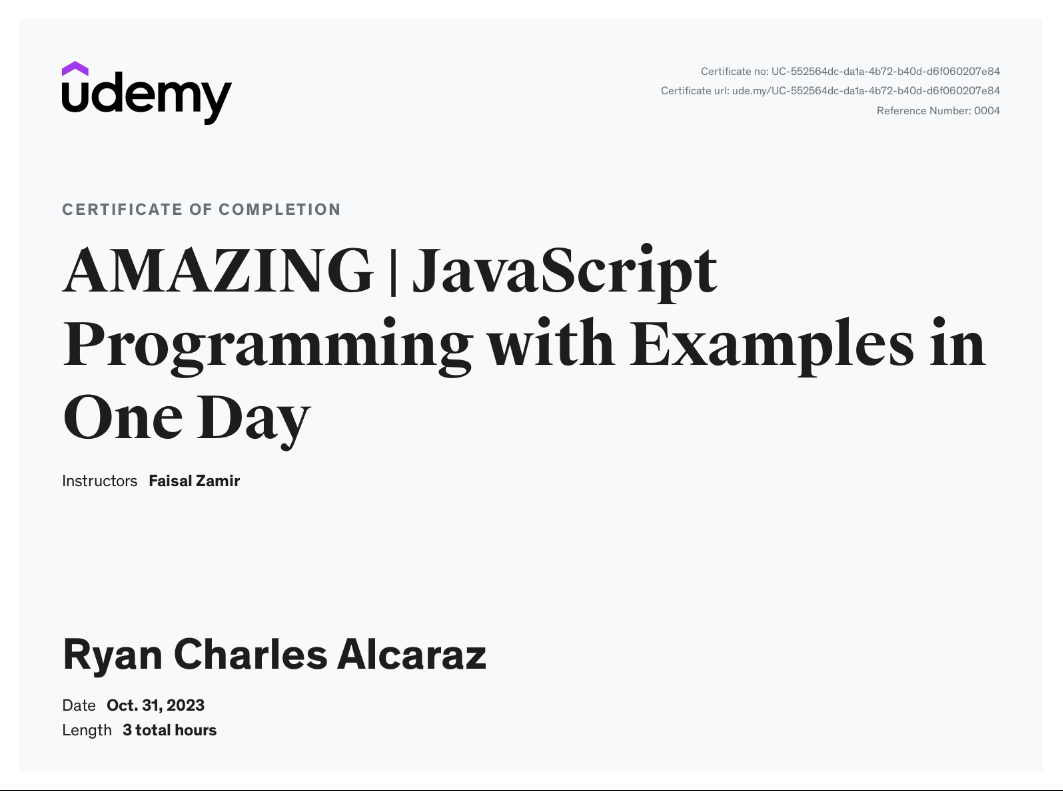 udemy
Certificate no: UC-552564dc-da1a-4b72-b40d-d6f060207e84
Certificate url: ude.my/UC-552564dc-da1a-4b72-b40d-d6f060207e84
Reference Number: 0004
CERTIFICATE OF COMPLETION
AMAZING | JavaScript
Programming with Examples in
One Day
Instructors Faisal Zamir
Ryan Charles Alcaraz
Date Oct. 31, 2023
Length 3 total hours